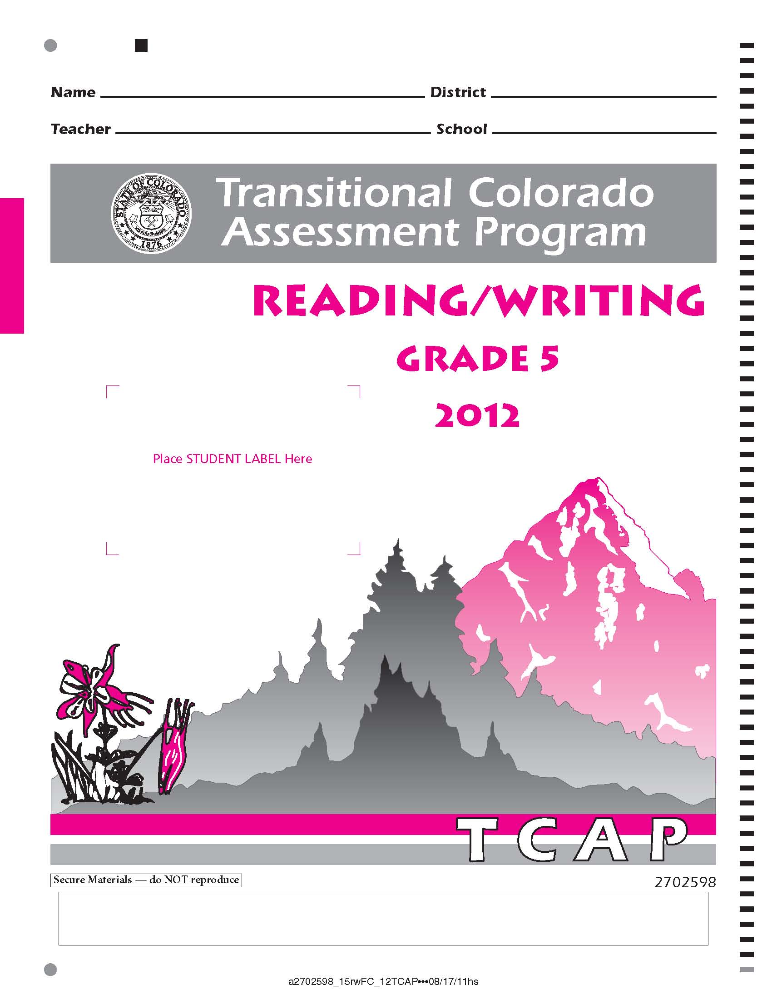 Name District
Teacher School
STATE OF COLORADO
NIL SINE NUMINE
1876
Transitional Colorado
Assessment Program
READING/WRITING
GRADE 5
2012
Place STUDENT LABEL Here
TCAP
Secure Materials — do NOT reproduce
2702598
a2702598_15rwFC_12TCAP•••08/17/11hs